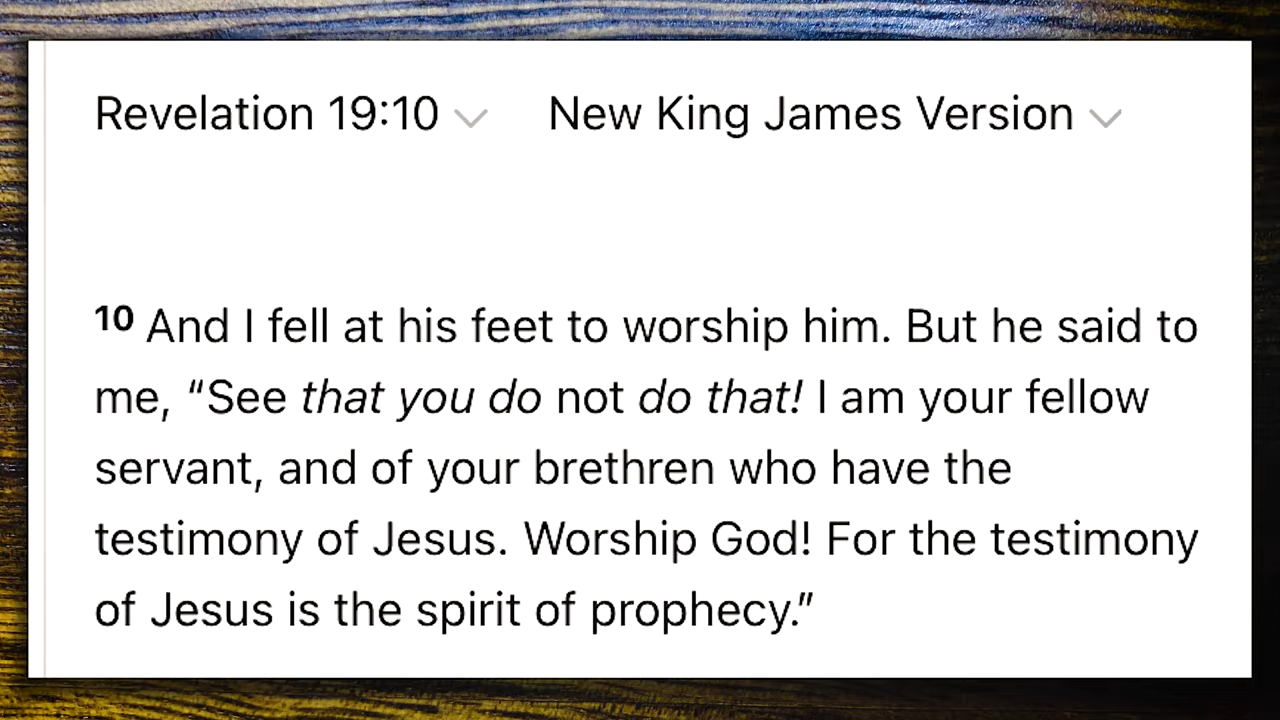 Revelation 19:10 New King James Version
10 And I fell at his feet to worship him. But he said to
me, “See that you do not do that! I am your fellow
servant, and of your brethren who have the
testimony of Jesus. Worship God! For the testimony
of Jesus is the spirit of prophecy.”